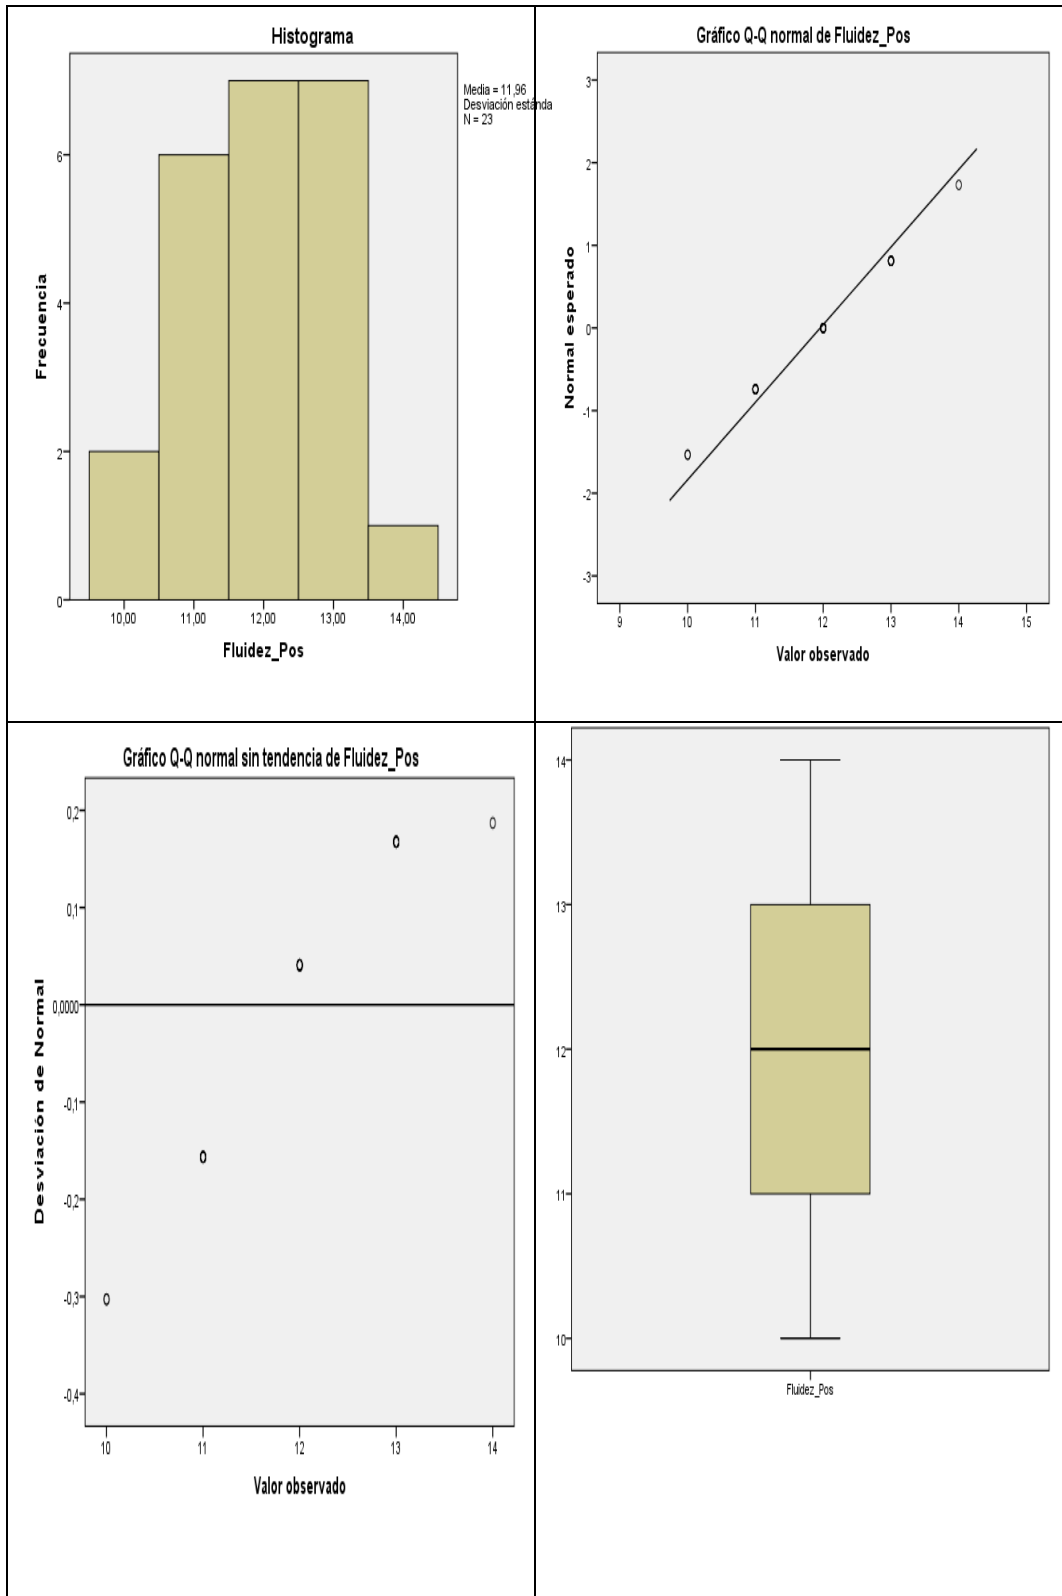 Histograma
Media = 11,96
Desviación estánda
N = 23
6
4
2
0
Frecuencia
10,00 11,00 12,00 13,00 14,00
Fluidez_Pos
Gráfico Q-Q normal de Fluidez_Pos
3
2
1
0
-1
-2
-3
Normal esperado
9 10 11 12 13 14 15
Valor observado
Gráfico Q-Q normal sin tendencia de Fluidez_Pos
0,2
0,1
0,0000
-0,1
-0,2
-0,3
-0,4
Desviación de Normal
10 11 12 13 14
Valor observado
14
13
12
11
10
Fluidez_Pos